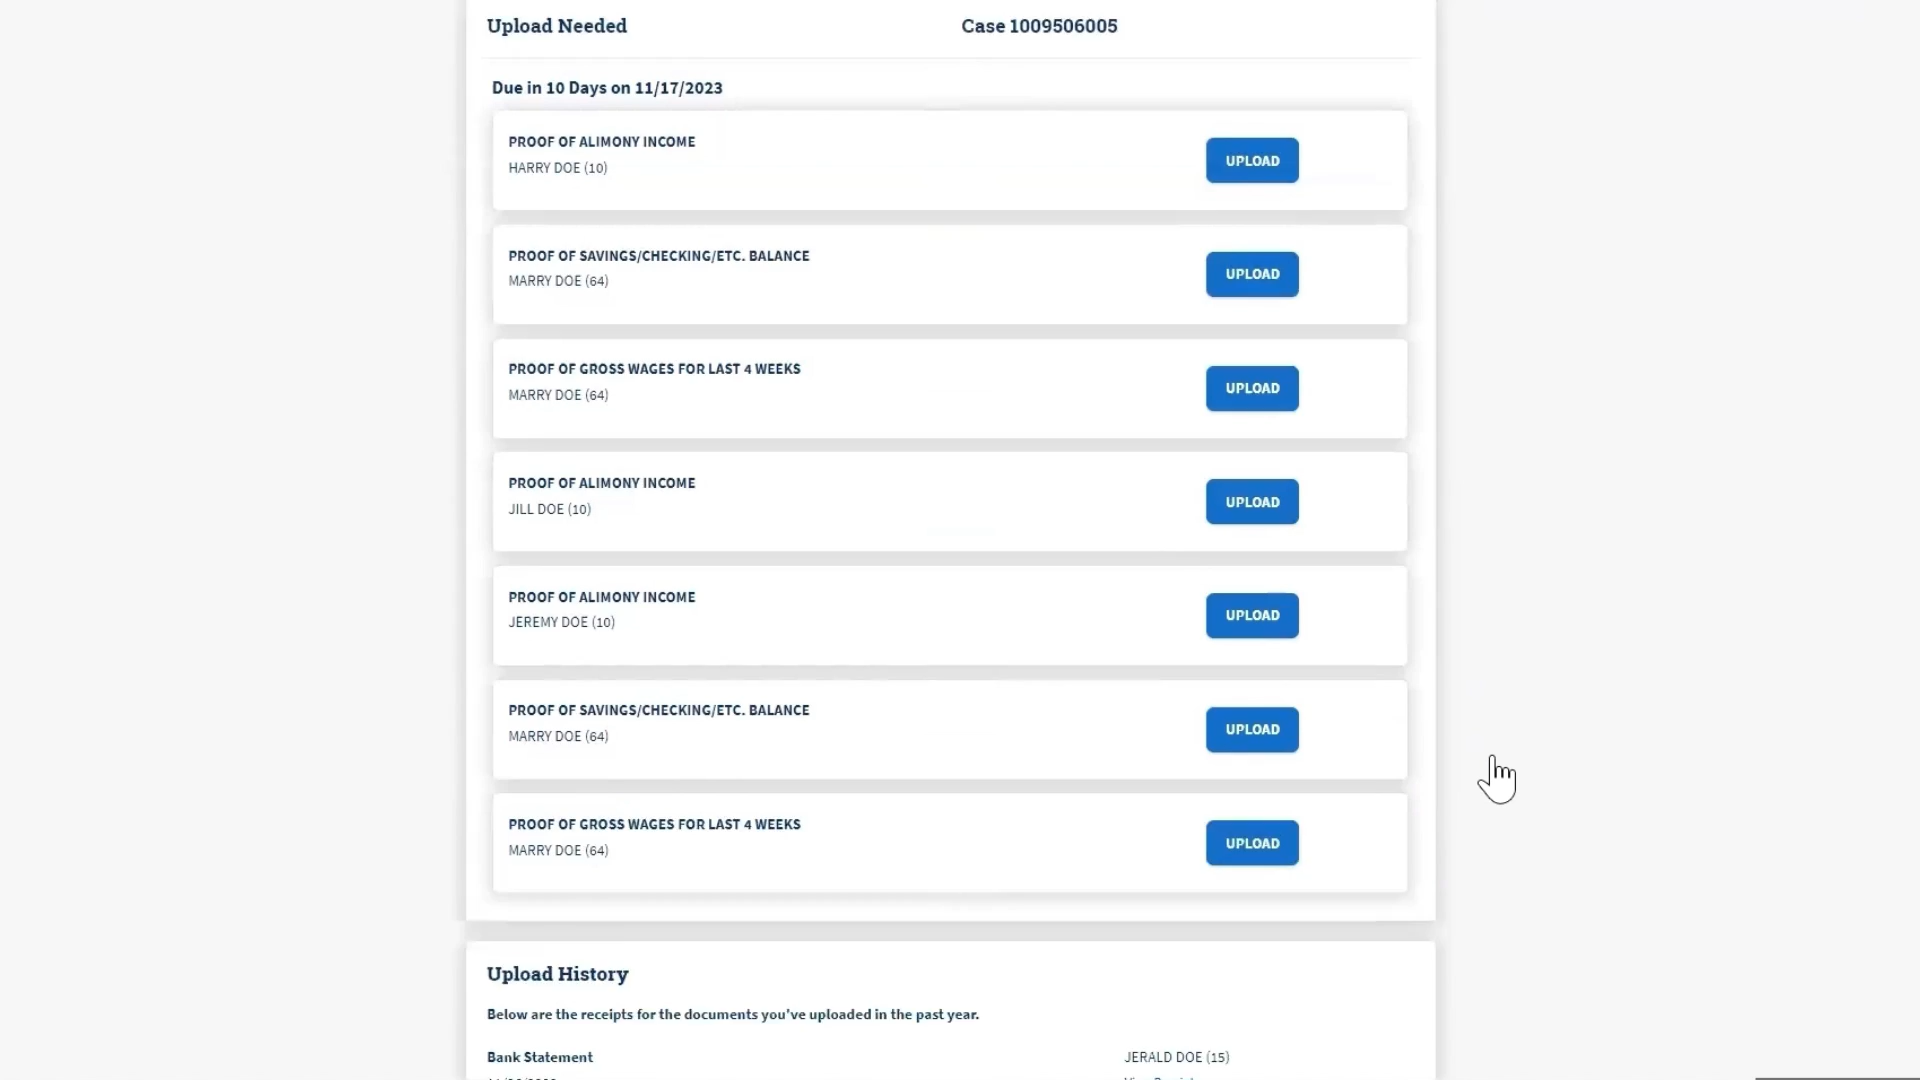 Upload Needed
Case 1009506005
Due in 10 Days on 11/17/2023
PROOF OF ALIMONY INCOME
HARRY DOE (10)
UPLOAD
PROOF OF SAVINGS/CHECKING/ETC. BALANCE
MARRY DOE (64)
UPLOAD
PROOF OF GROSS WAGES FOR LAST 4 WEEKS
MARRY DOE (64)
UPLOAD
PROOF OF ALIMONY INCOME
JILL DOE (10)
UPLOAD
PROOF OF ALIMONY INCOME
JEREMY DOE (10)
UPLOAD
PROOF OF SAVINGS/CHECKING/ETC. BALANCE
MARRY DOE (64)
UPLOAD
PROOF OF GROSS WAGES FOR LAST 4 WEEKS
MARRY DOE (64)
UPLOAD
Upload History
Below are the receipts for the documents you've uploaded in the past year.
Bank Statement
JERALD DOE (15)